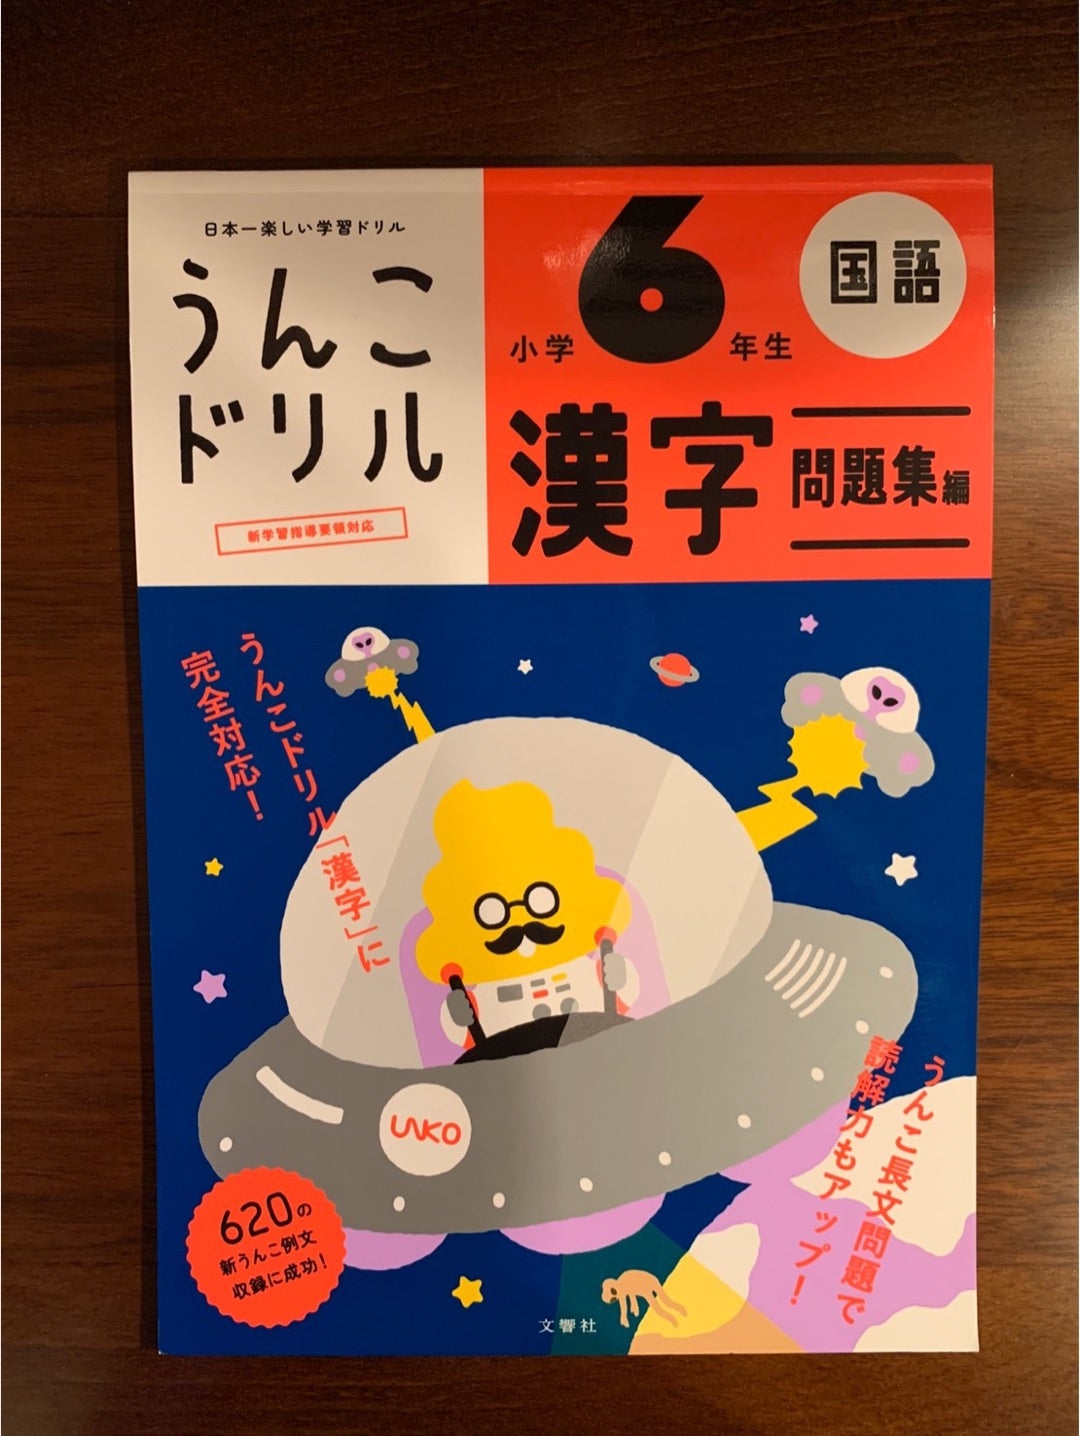 日本一楽しい学習ドリル
うんこ
ドリル
新学習指導要領対応
小学6年生
国語
漢字
問題集編
うんこドリル「漢字」に
完全対応!
UNKO
うんこ長文問題で
読解力もアップ!
620の
新うんこ例文
収録に成功!
文響社